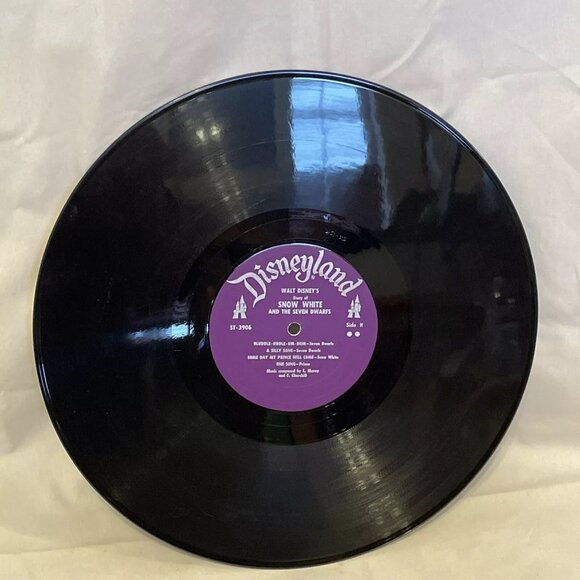 Disneyland
WALT DISNEY'S
Story of
SNOW WHITE
AND THE SEVEN DWARFS
ST-3906
Side II
BLUDDLE-UDDLE-UM-DUM—Seven Dwarfs
A SILLY SONG—Seven Dwarfs
SOME DAY MY PRINCE WILL COME—Snow White
ONE SONG—Prince
Music composed by L. Morey
and F. Churchill